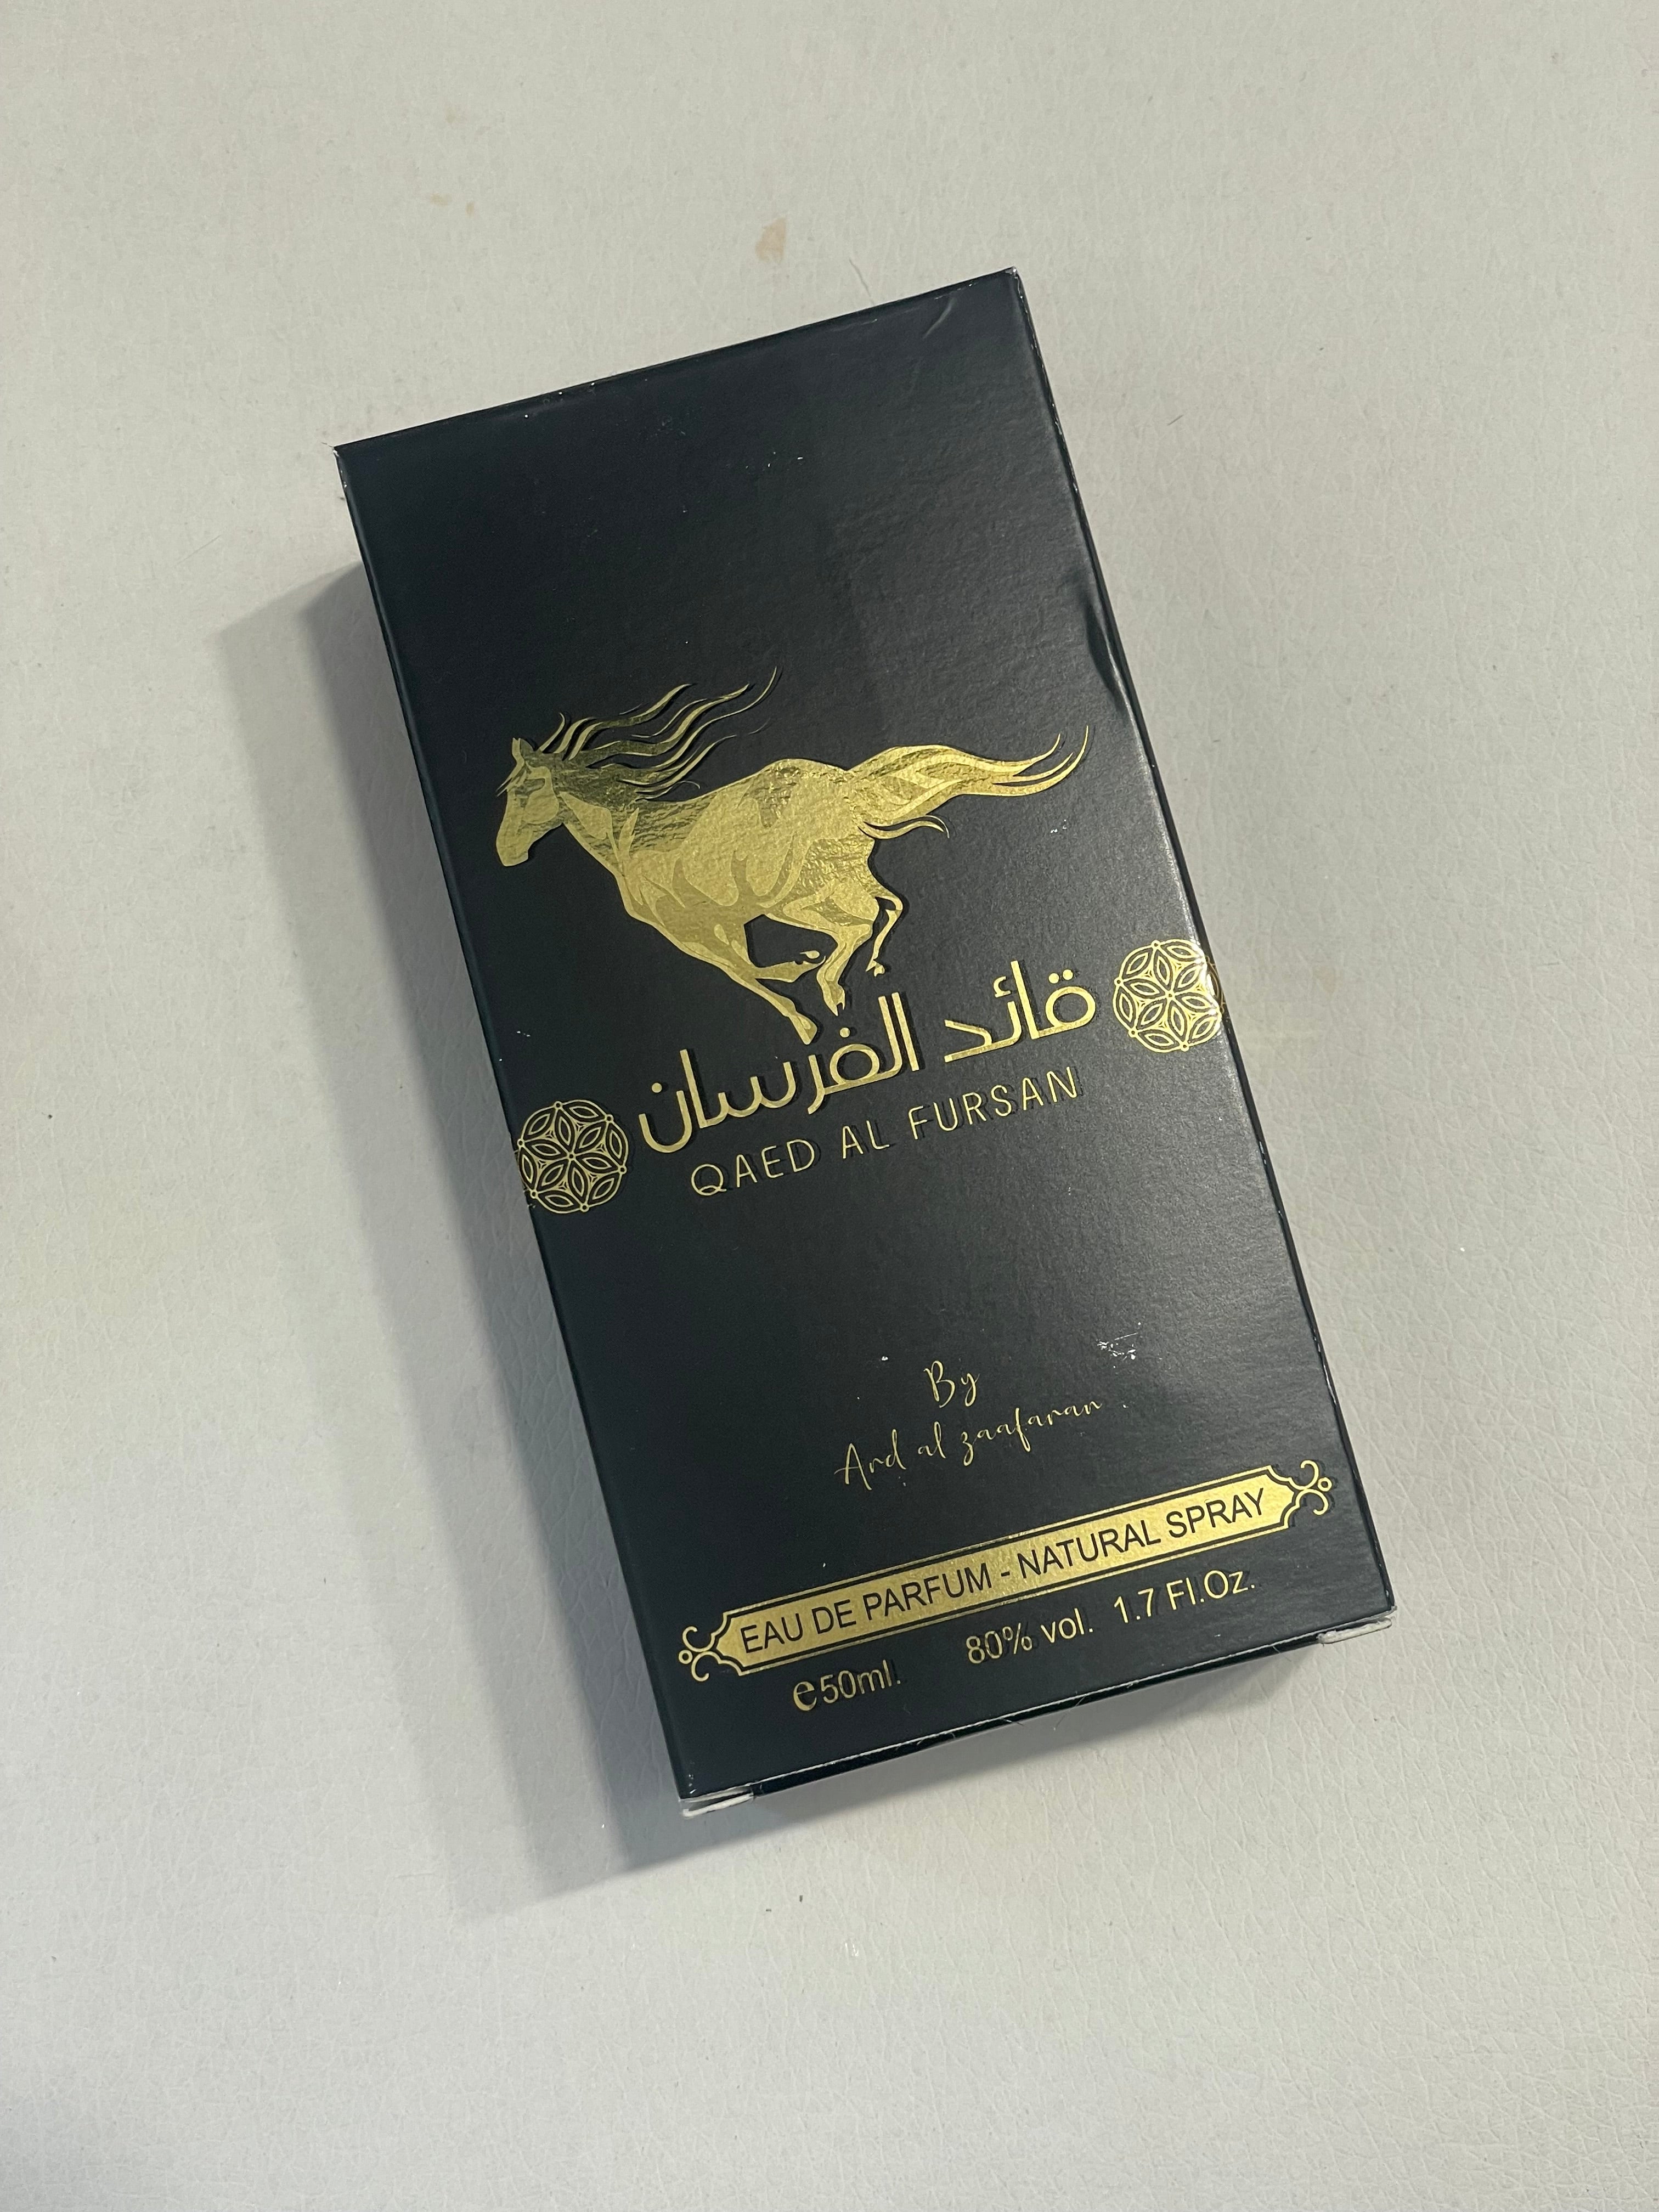 قائد الفرسان
QAED AL FURSAN
By
Ard al zaafaran
EAU DE PARFUM - NATURAL SPRAY
e50ml. 80% vol. 1.7 Fl.Oz.